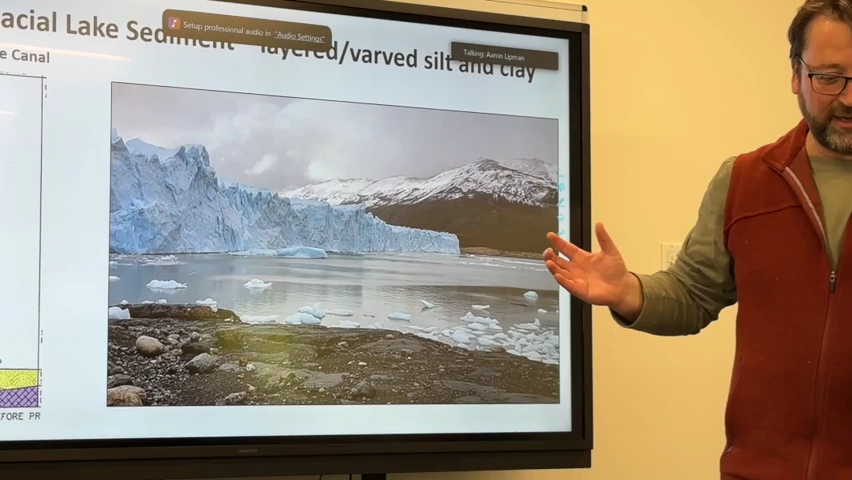 acial Lake Sediment - layered/varved silt and clay
Setup professional audio in "Audio Settings"
Talking: Aaron Lipman
e Canal
EFORE PR